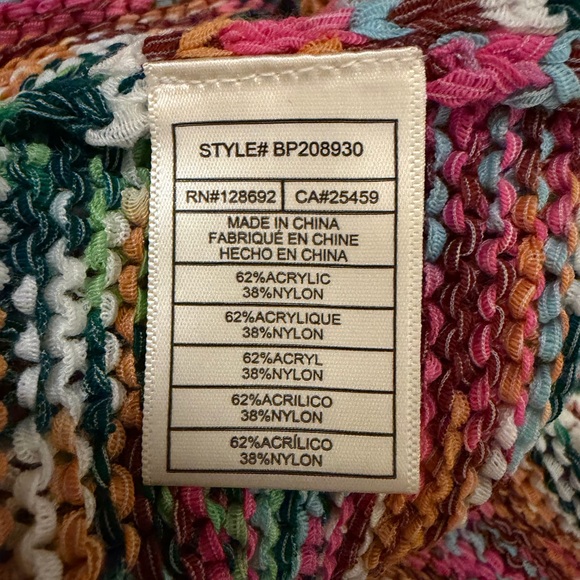 STYLE# BP208930
RN#128692 CA#25459
MADE IN CHINA
FABRIQUÉ EN CHINE
HECHO EN CHINA
62%ACRYLIC
38%NYLON
62%ACRYLIQUE
38%NYLON
62%ACRYL
38%NYLON
62%ACRILICO
38%NYLON
62%ACRÍLICO
38%NYLON